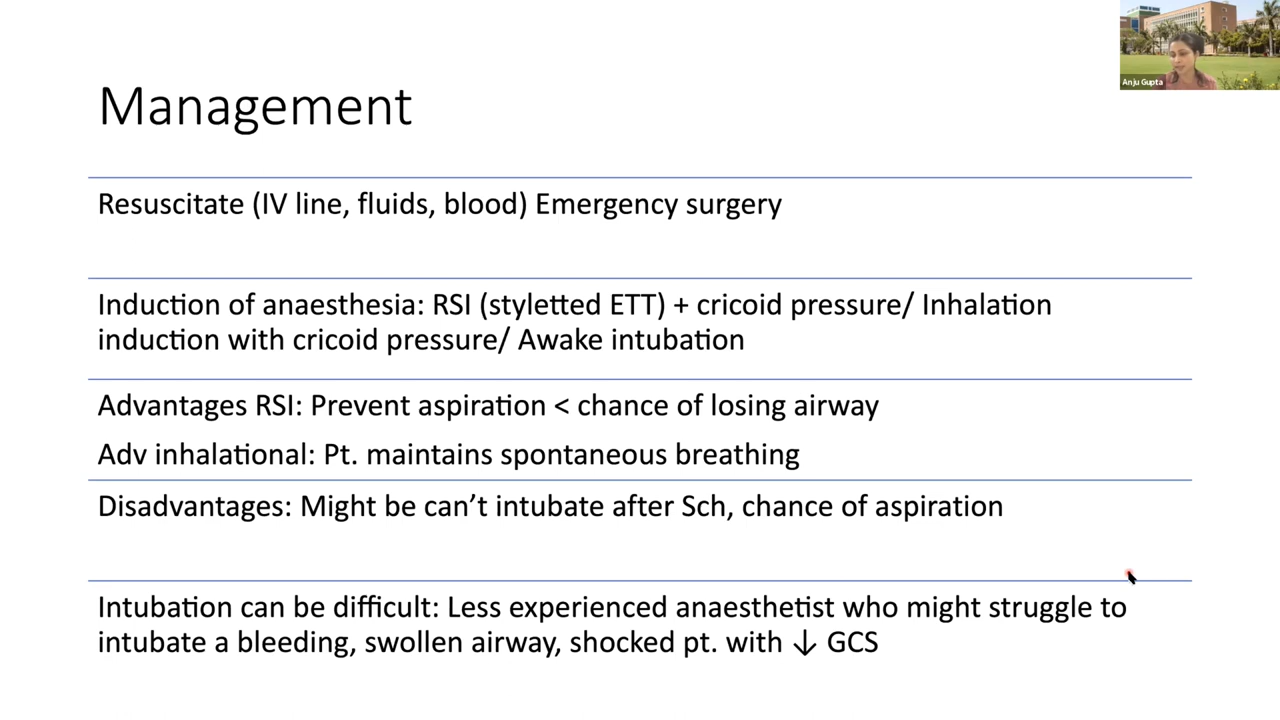 Anju Gupta
Management
Resuscitate (IV line, fluids, blood) Emergency surgery
Induction of anaesthesia: RSI (styletted ETT) + cricoid pressure/ Inhalation
induction with cricoid pressure/ Awake intubation
Advantages RSI: Prevent aspiration < chance of losing airway
Adv inhalational: Pt. maintains spontaneous breathing
Disadvantages: Might be can’t intubate after Sch, chance of aspiration
Intubation can be difficult: Less experienced anaesthetist who might struggle to
intubate a bleeding, swollen airway, shocked pt. with ↓ GCS